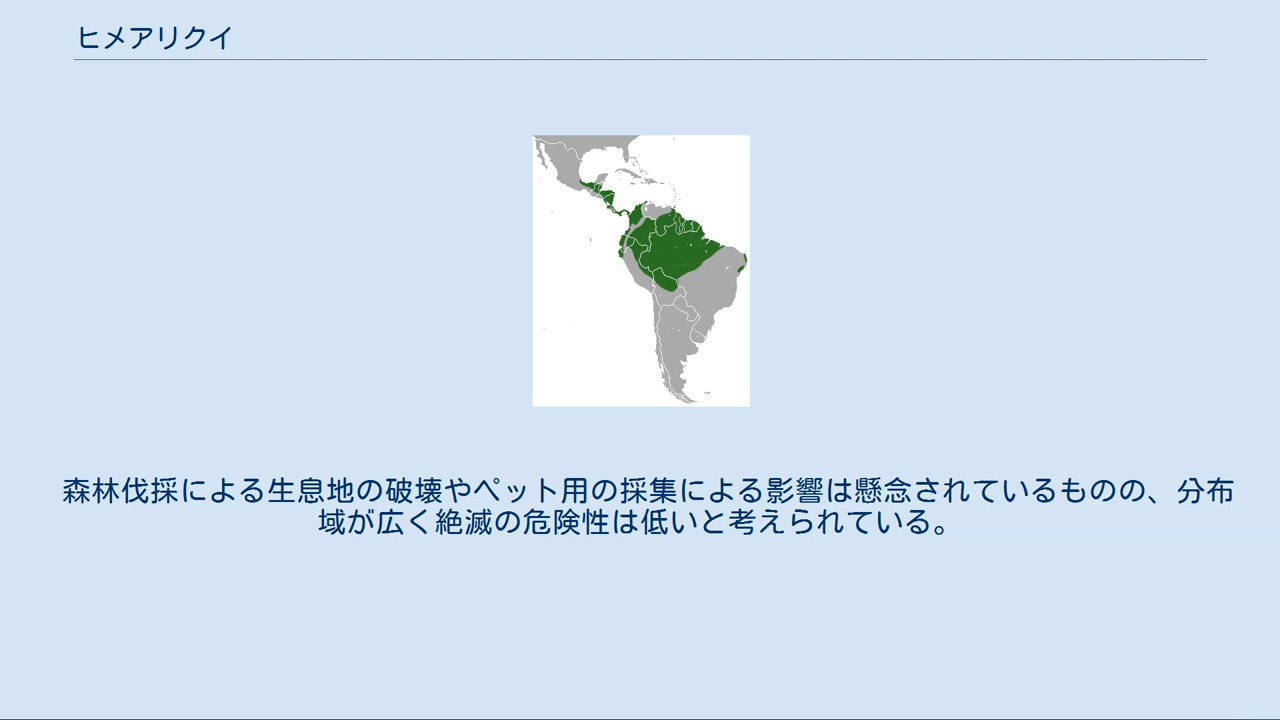 ヒメアリクイ
森林伐採による生息地の破壊やペット用の採集による影響は懸念されているものの、分布
域が広く絶滅の危険性は低いと考えられている。